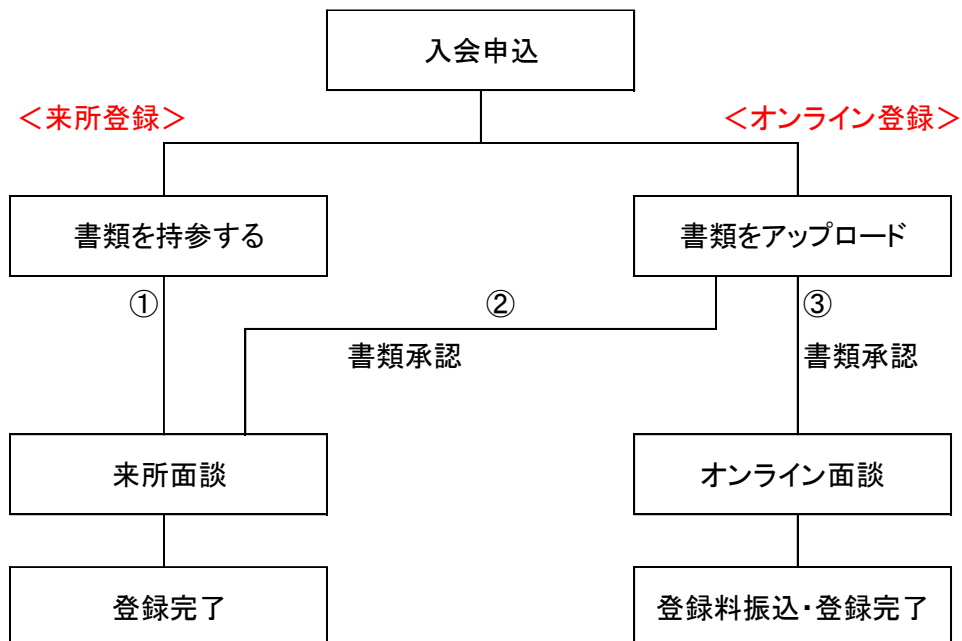 入会申込
＜来所登録＞
＜オンライン登録＞
書類を持参する
書類をアップロード
①
②
③
書類承認
書類承認
来所面談
オンライン面談
登録完了
登録料振込・登録完了